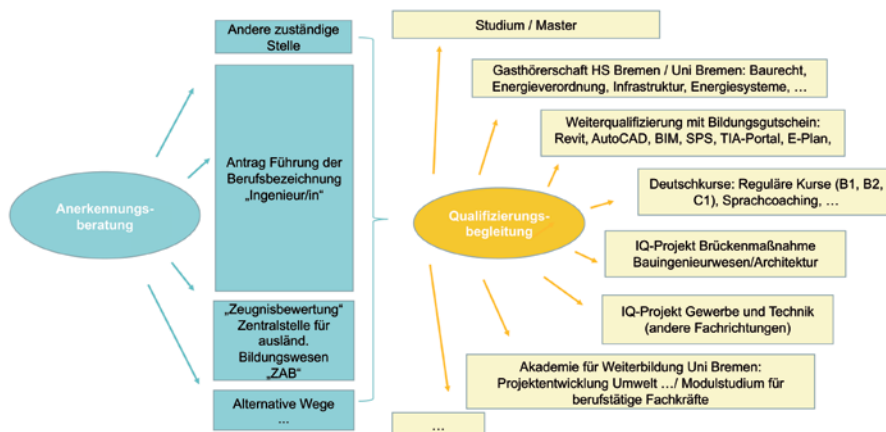 Anerkennungs-
beratung
Andere zuständige
Stelle
Antrag Führung der
Berufsbezeichnung
„Ingenieur/in“
„Zeugnisbewertung“
Zentralstelle für
ausländ.
Bildungswesen
„ZAB“
Alternative Wege
...
Qualifizierungs-
begleitung
Studium / Master
Gasthörerschaft HS Bremen / Uni Bremen: Baurecht,
Energieverordnung, Infrastruktur, Energiesysteme, ...
Weiterqualifizierung mit Bildungsgutschein:
Revit, AutoCAD, BIM, SPS, TIA-Portal, E-Plan,
Deutschkurse: Reguläre Kurse (B1, B2,
C1), Sprachcoaching, ...
IQ-Projekt Brückenmaßnahme
Bauingenieurwesen/Architektur
IQ-Projekt Gewerbe und Technik
(andere Fachrichtungen)
Akademie für Weiterbildung Uni Bremen:
Projektentwicklung Umwelt .../ Modulstudium für
berufstätige Fachkräfte
...